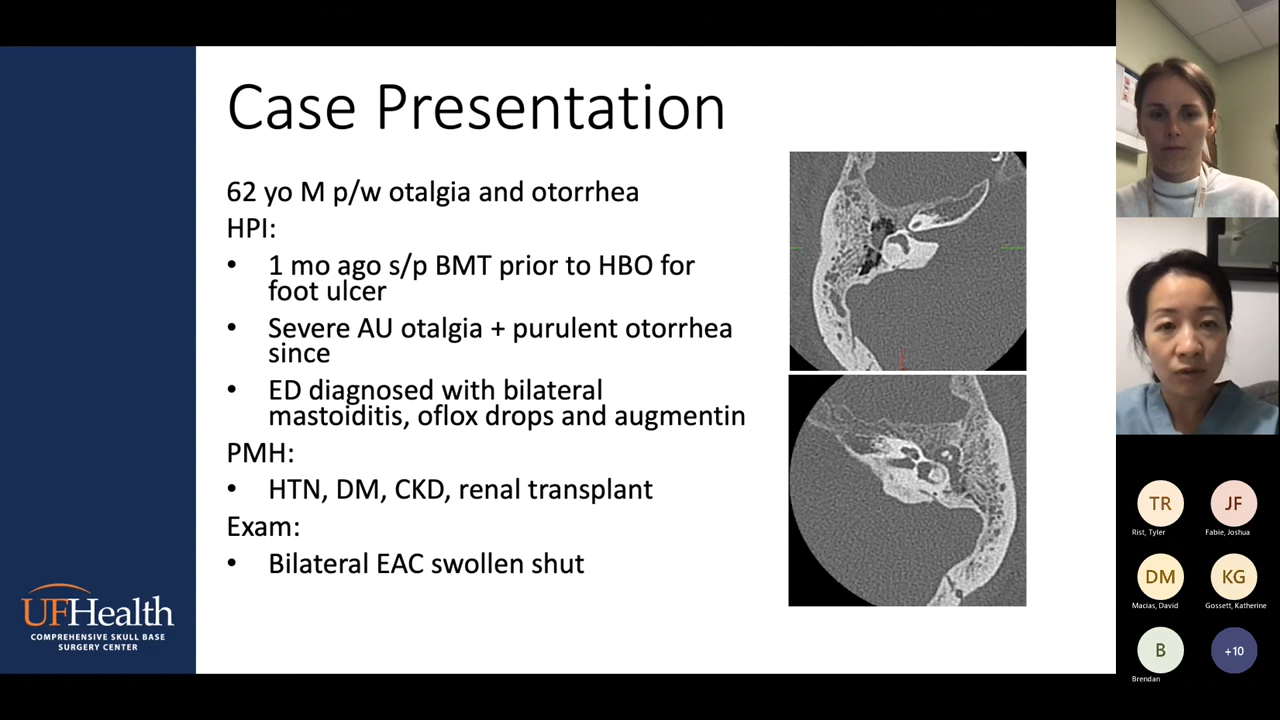 Case Presentation
62 yo M p/w otalgia and otorrhea
HPI:
• 1 mo ago s/p BMT prior to HBO for
foot ulcer
• Severe AU otalgia + purulent otorrhea
since
• ED diagnosed with bilateral
mastoiditis, oflox drops and augmentin
PMH:
• HTN, DM, CKD, renal transplant
Exam:
• Bilateral EAC swollen shut
UFHealth
COMPREHENSIVE SKULL BASE
SURGERY CENTER
TR
Rist, Tyler
JF
Fabie, Joshua
DM
Macias, David
KG
Gossett, Katherine
B
Brendan
+10